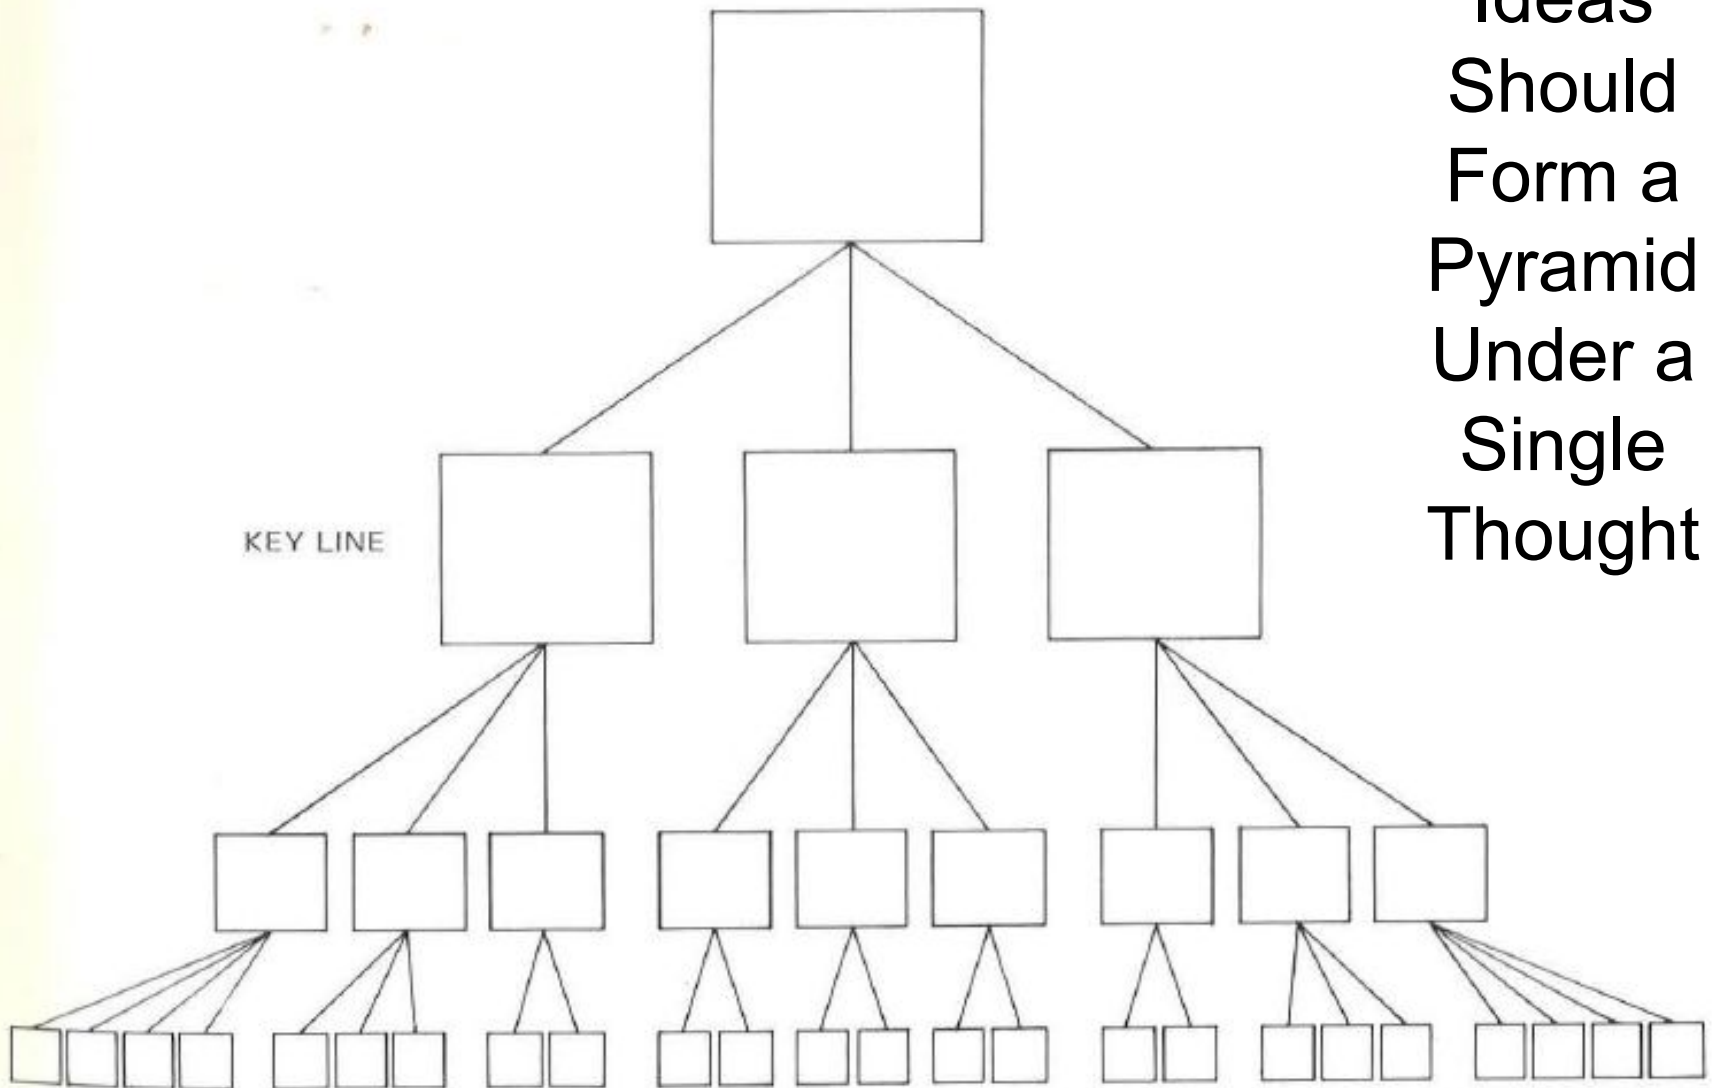 Ideas
Should
Form a
Pyramid
Under a
Single
Thought
KEY LINE